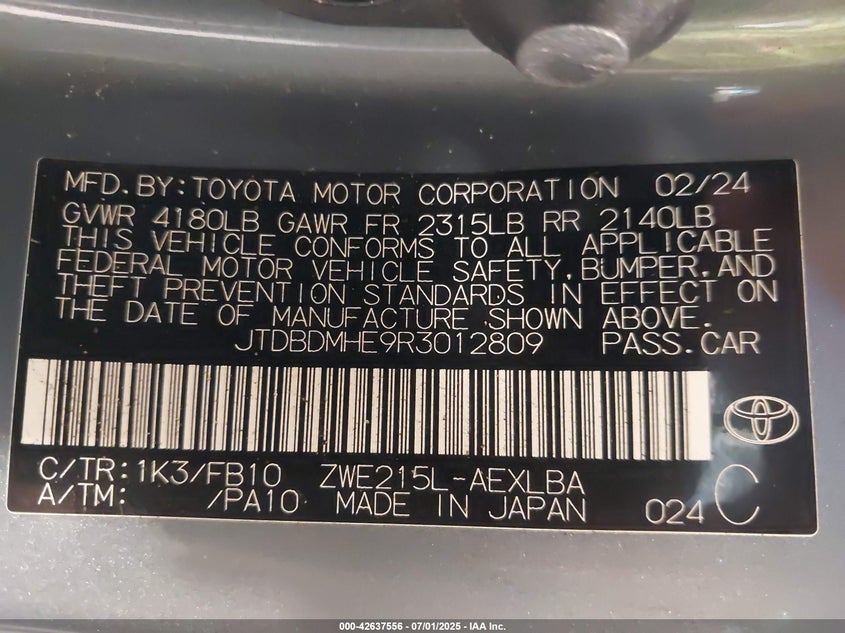 MFD. BY: TOYOTA MOTOR CORPORATION 02/24
GVWR 4180LB GAWR FR 2315LB RR 2140LB
THIS VEHICLE CONFORMS TO ALL APPLICABLE
FEDERAL MOTOR VEHICLE SAFETY, BUMPER, AND
THEFT PREVENTION STANDARDS IN EFFECT ON
THE DATE OF MANUFACTURE SHOWN ABOVE.
JTDBDMHE9R3012809 PASS. CAR
C/TR: 1K3/FB10 ZWE215L-AEXLBA
A/TM: /PA10 MADE IN JAPAN 024 C
000-42637556 - 07/01/2025 - IAA Inc.